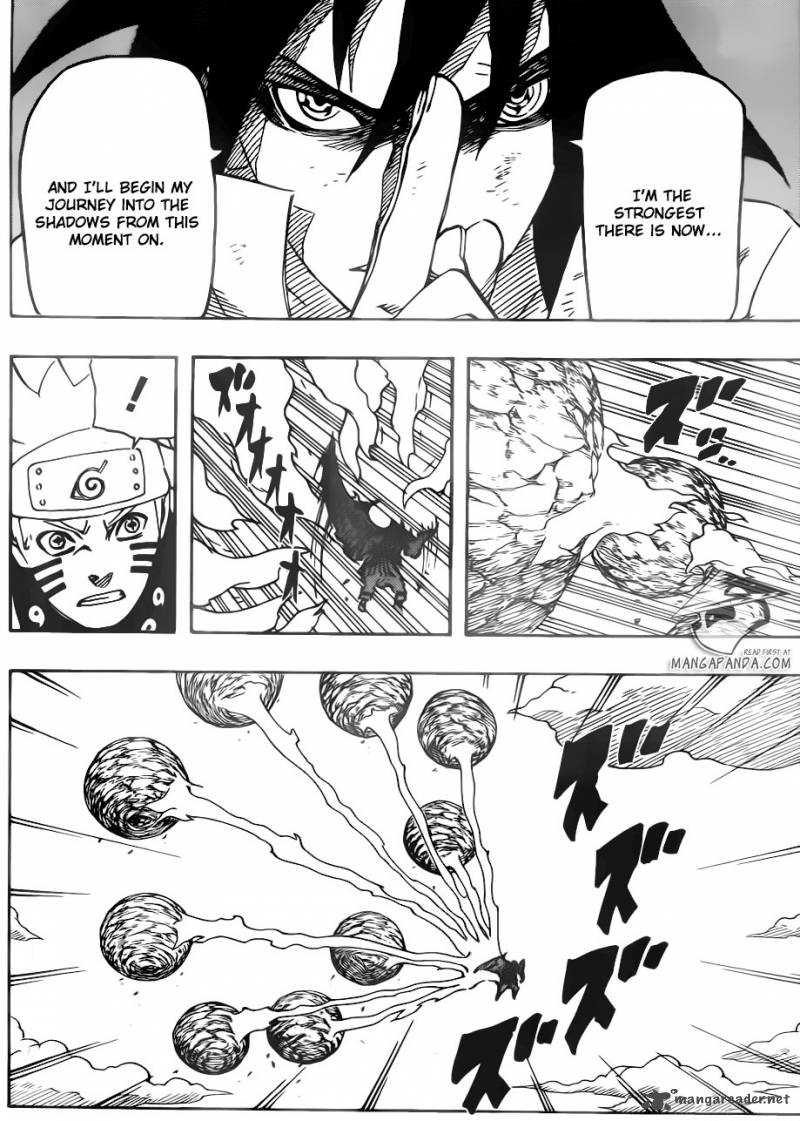 I'M THE
STRONGEST
THERE IS NOW...
AND I'LL BEGIN MY
JOURNEY INTO THE
SHADOWS FROM THIS
MOMENT ON.
ズズ..
ズオオオオオ
!
READ FIRST AT
MANGAPANDA.COM
ズズズズズズ
mangareader.net